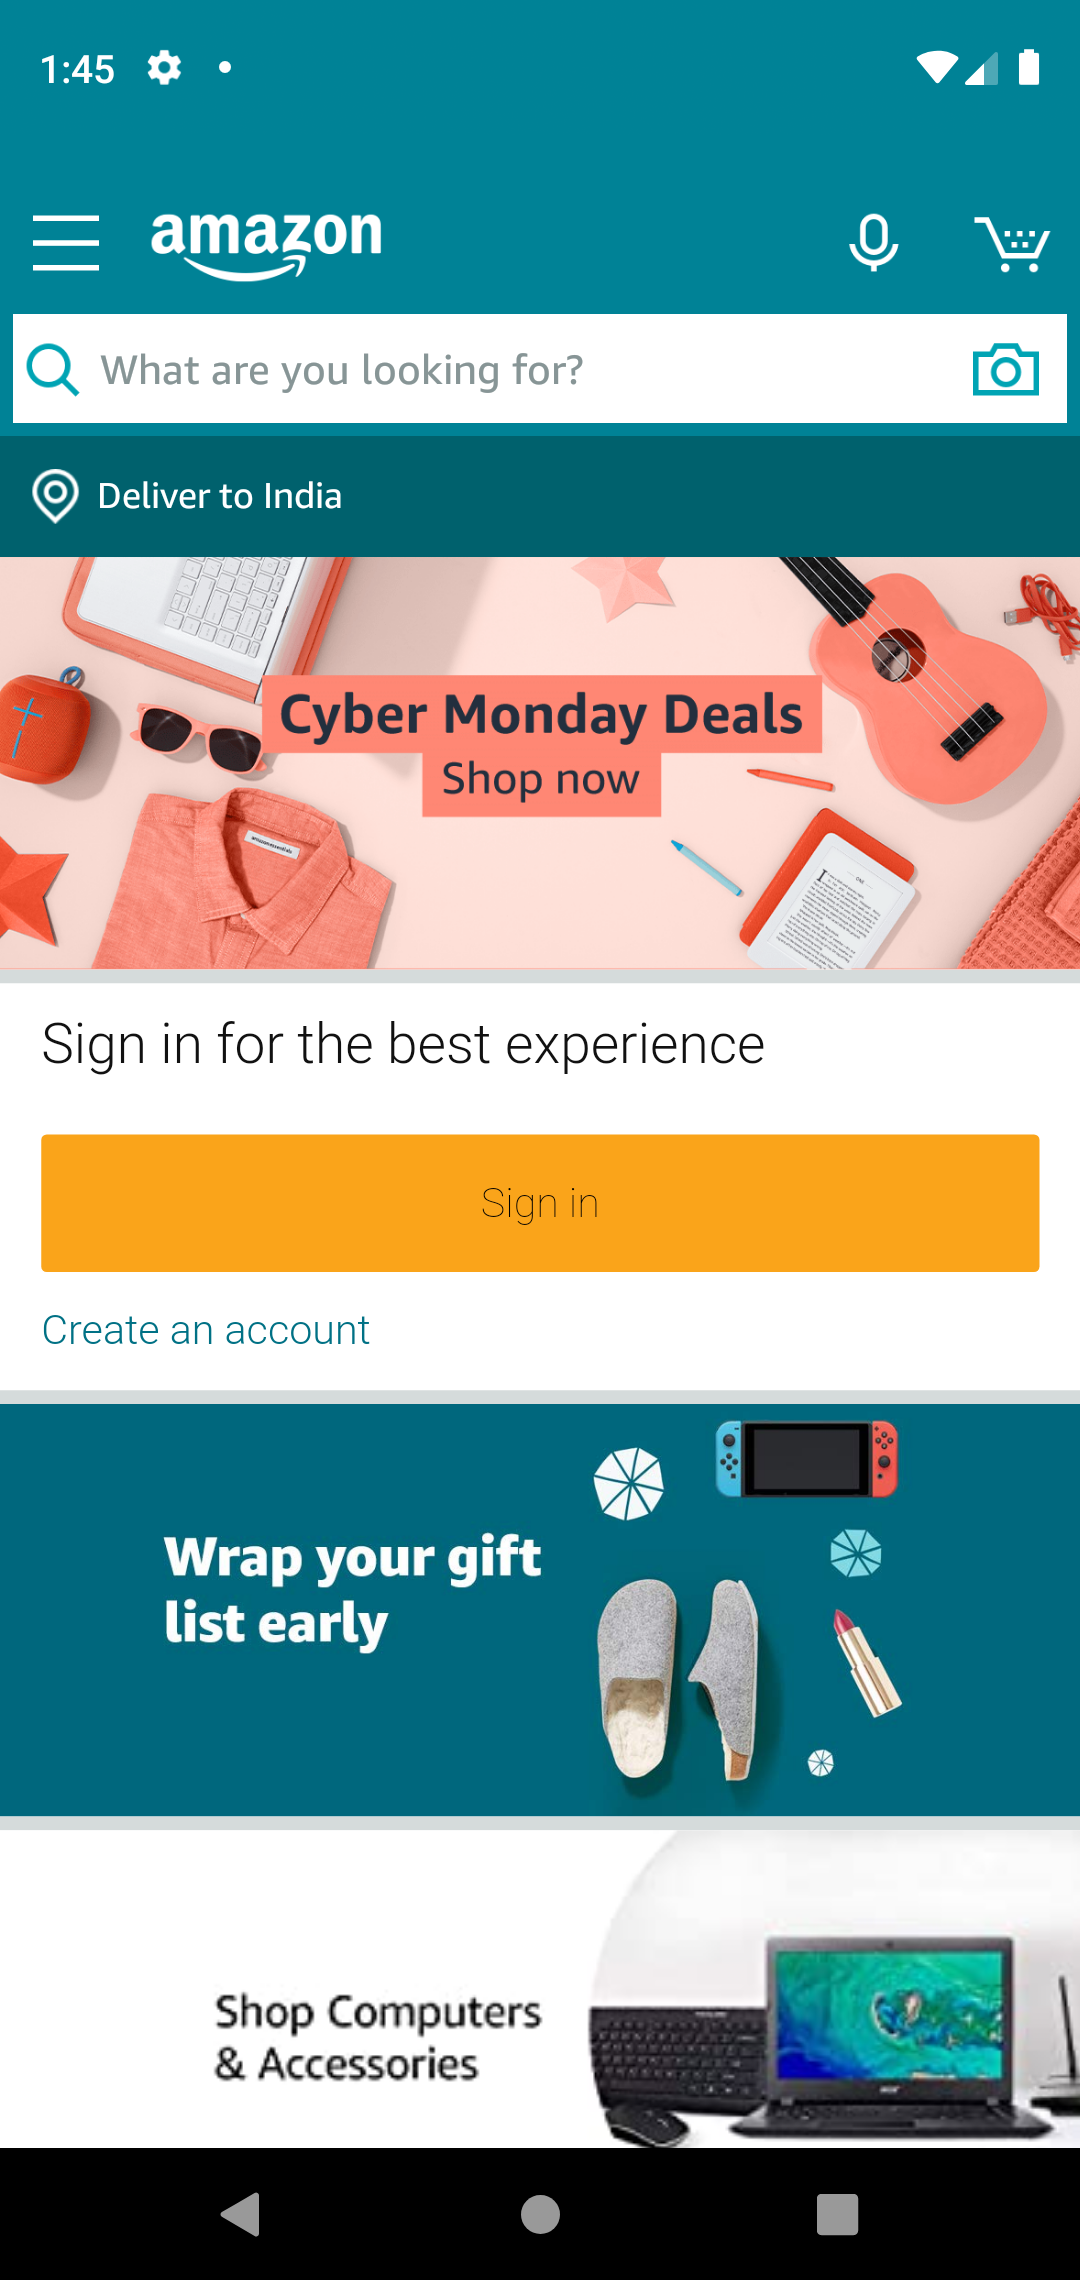 1:45
amazon
What are you looking for?
Deliver to India
Cyber Monday Deals
Shop now
Sign in for the best experience
Sign in
Create an account
Wrap your gift
list early
Shop Computers
& Accessories